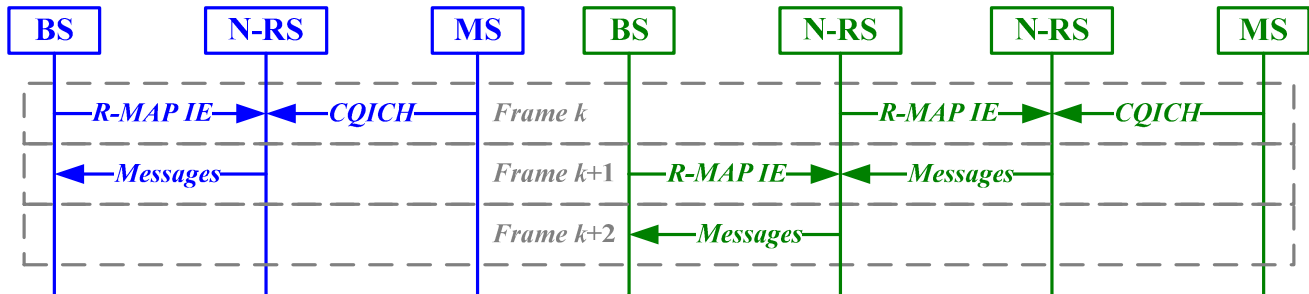 BS N-RS MS BS N-RS N-RS MS
R-MAP IE CQICH Frame k R-MAP IE CQICH
Messages Frame k+1 R-MAP IE Messages
Frame k+2 Messages